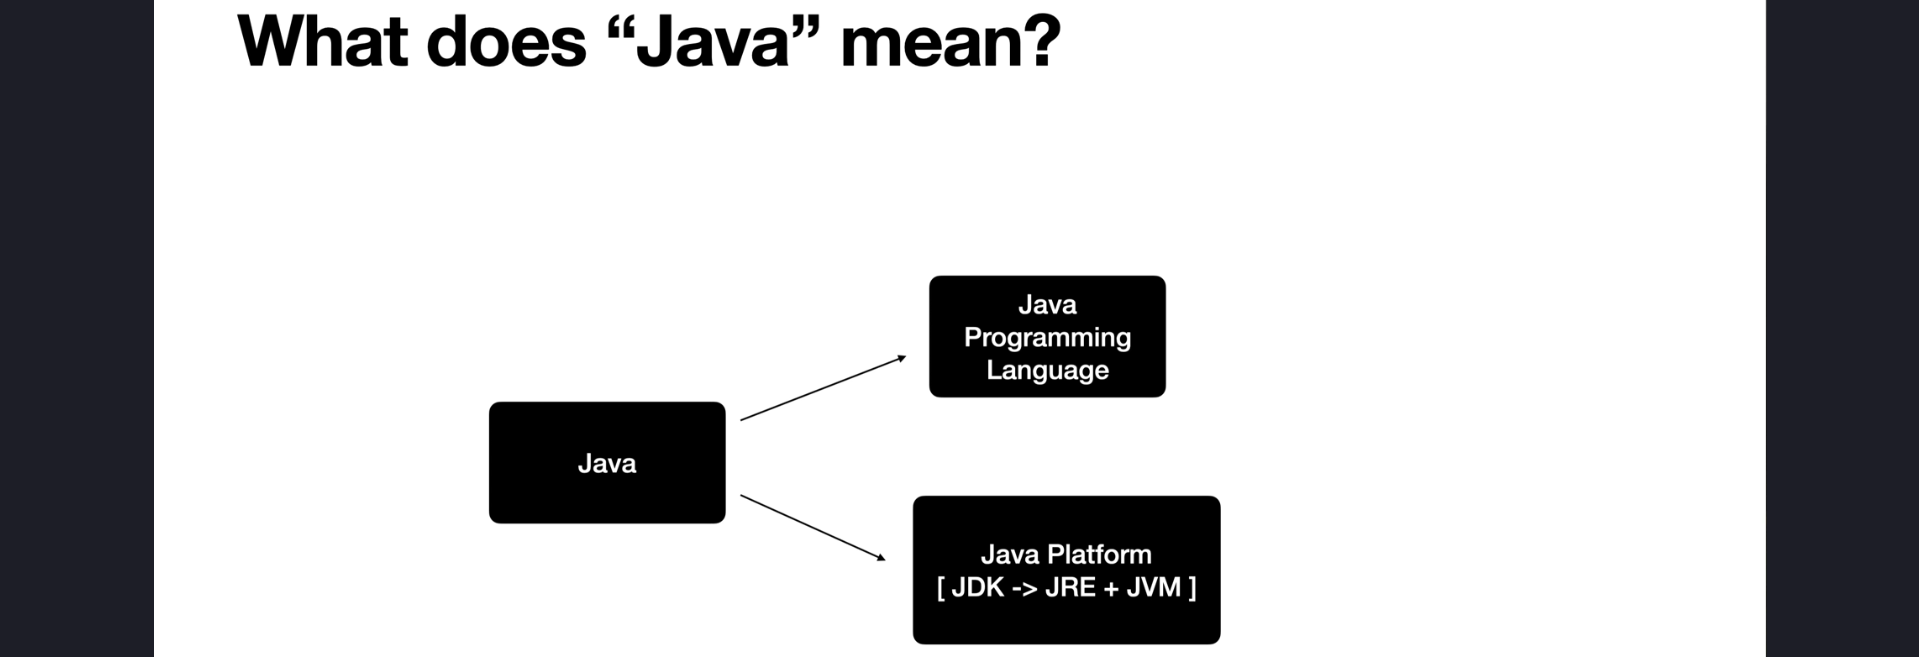 What does “Java” mean?
Java
Programming
Language
Java
Java Platform
[ JDK -> JRE + JVM ]